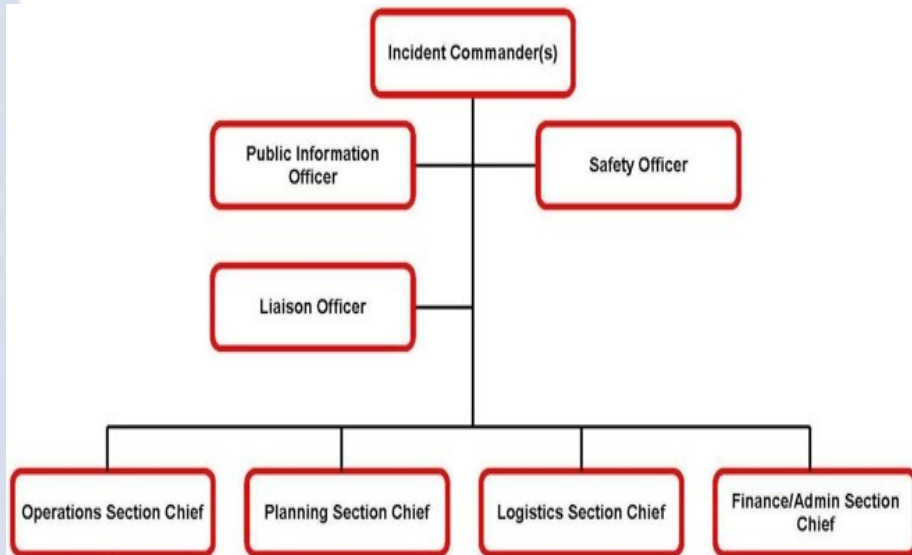 Incident Commander(s)
Public Information
Officer
Safety Officer
Liaison Officer
Operations Section Chief
Planning Section Chief
Logistics Section Chief
Finance/Admin Section
Chief